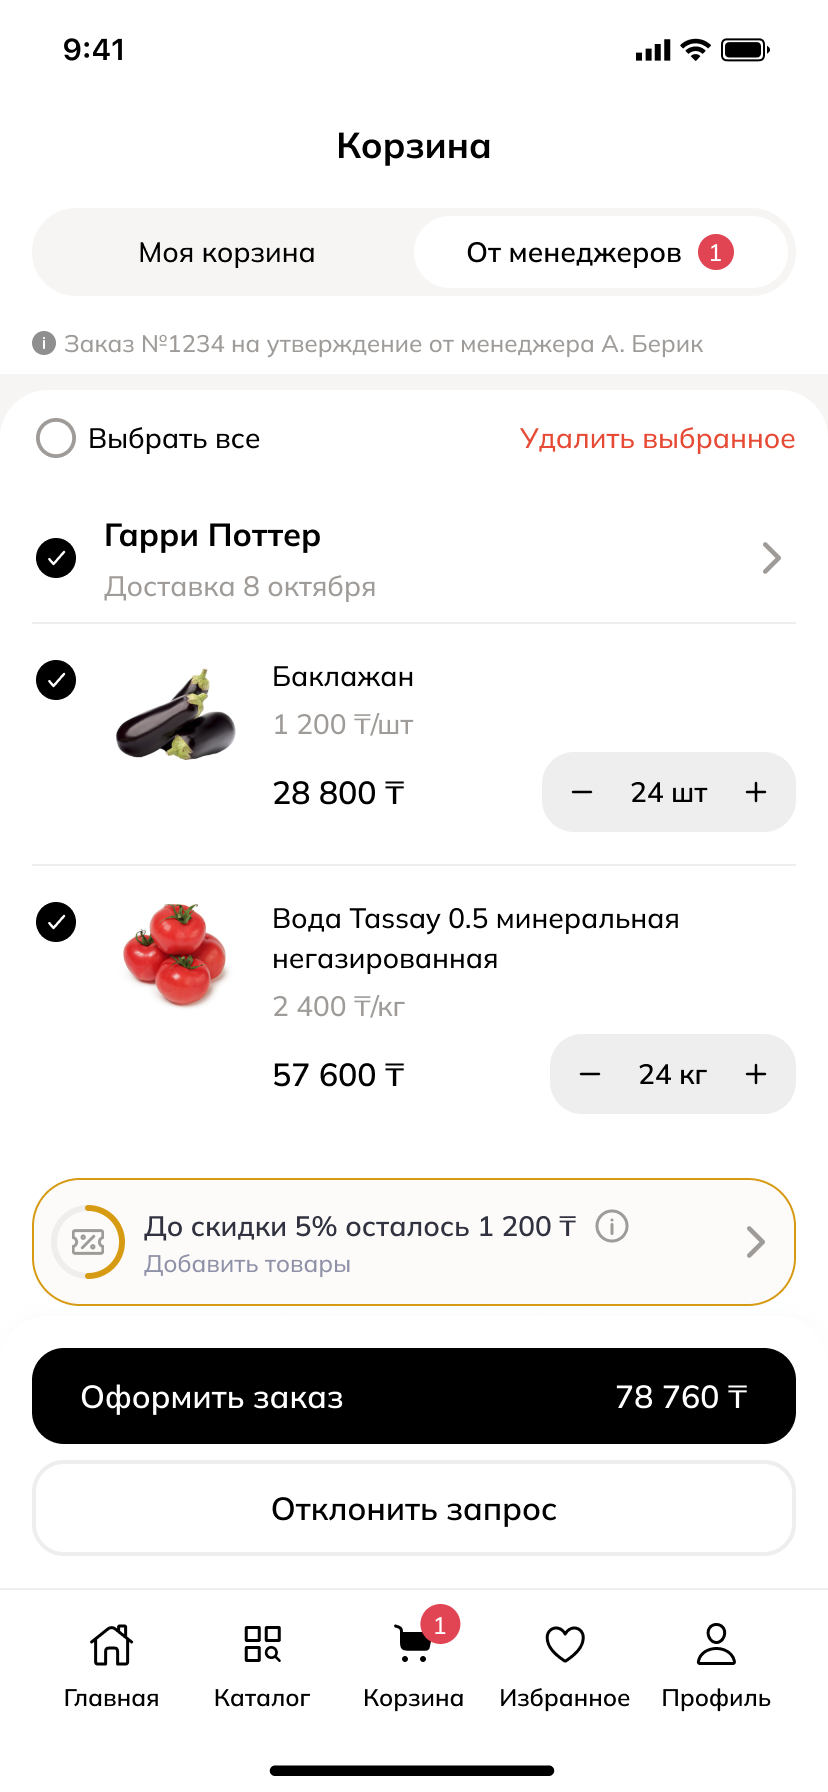 9:41
Корзина
Моя корзина
От менеджеров 1
Заказ №1234 на утверждение от менеджера А. Берик
Выбрать все
Удалить выбранное
Гарри Поттер
Доставка 8 октября
Баклажан
1 200 ₸/шт
28 800 ₸
− 24 шт +
Вода Tassay 0.5 минеральная
негазированная
2 400 ₸/кг
57 600 ₸
− 24 кг +
До скидки 5% осталось 1 200 ₸
Добавить товары
Оформить заказ 78 760 ₸
Отклонить запрос
1
Главная
Каталог
Корзина
Избранное
Профиль